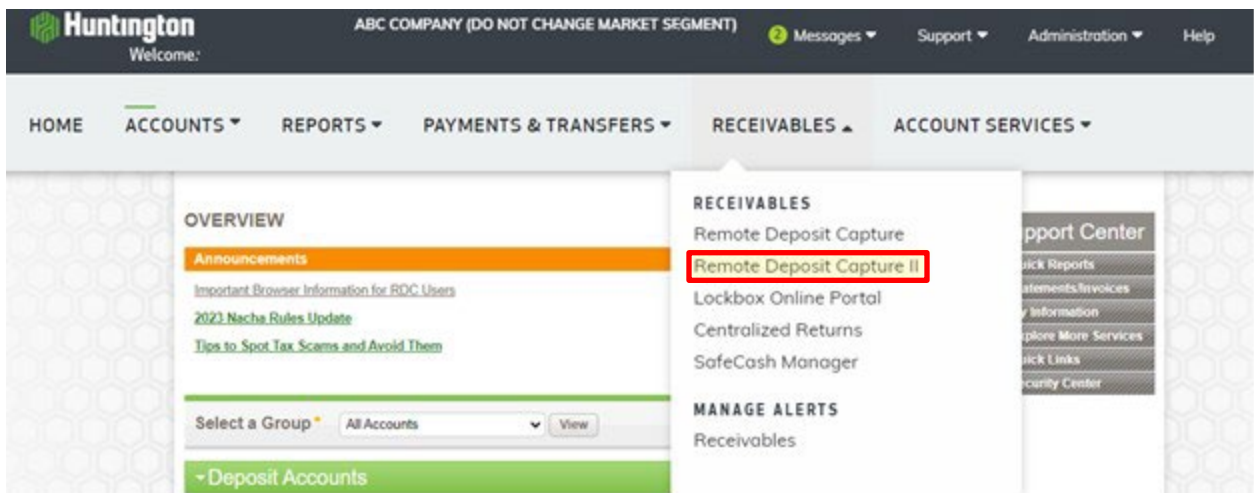 Huntington
Welcome:
ABC COMPANY (DO NOT CHANGE MARKET SEGMENT)
2 Messages
Support
Administration
Help
HOME
ACCOUNTS
REPORTS
PAYMENTS & TRANSFERS
RECEIVABLES
ACCOUNT SERVICES
OVERVIEW
Announcements
Important Browser Information for RDC Users
2023 Nacha Rules Update
Tips to Spot Tax Scams and Avoid Them
Select a Group* All Accounts View
Deposit Accounts
RECEIVABLES
Remote Deposit Capture
Remote Deposit Capture II
Lockbox Online Portal
Centralized Returns
SafeCash Manager
MANAGE ALERTS
Receivables
pport Center
uick Reports
atements/Invoices
y Information
xplore More Services
uick Links
ecurity Center